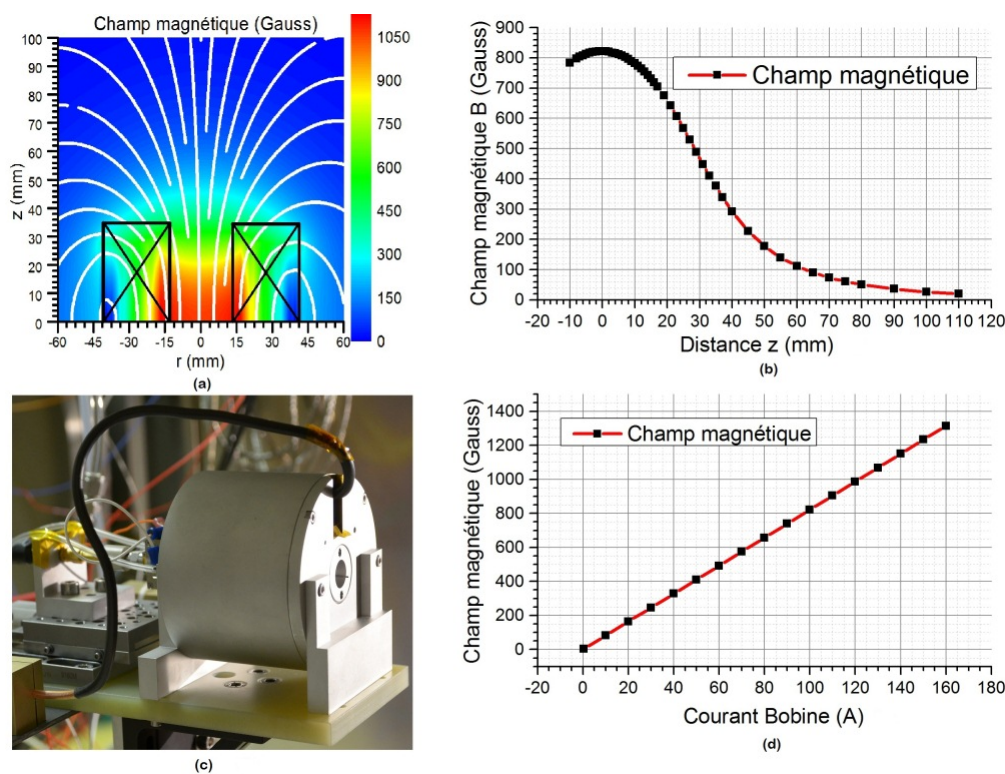 Champ magnétique (Gauss)
100
90
80
70
60
50
40
30
20
10
0
z (mm)
-60 -45 -30 -15 0 15 30 45 60
r (mm)
1050
900
750
600
450
300
150
0
(a)
900
800
700
600
500
400
300
200
100
0
Champ magnétique B (Gauss)
Champ magnétique
-20 -10 0 10 20 30 40 50 60 70 80 90 100 110 120
Distance z (mm)
(b)
(c)
1400
1200
1000
800
600
400
200
0
Champ magnétique (Gauss)
Champ magnétique
-20 0 20 40 60 80 100 120 140 160 180
Courant Bobine (A)
(d)